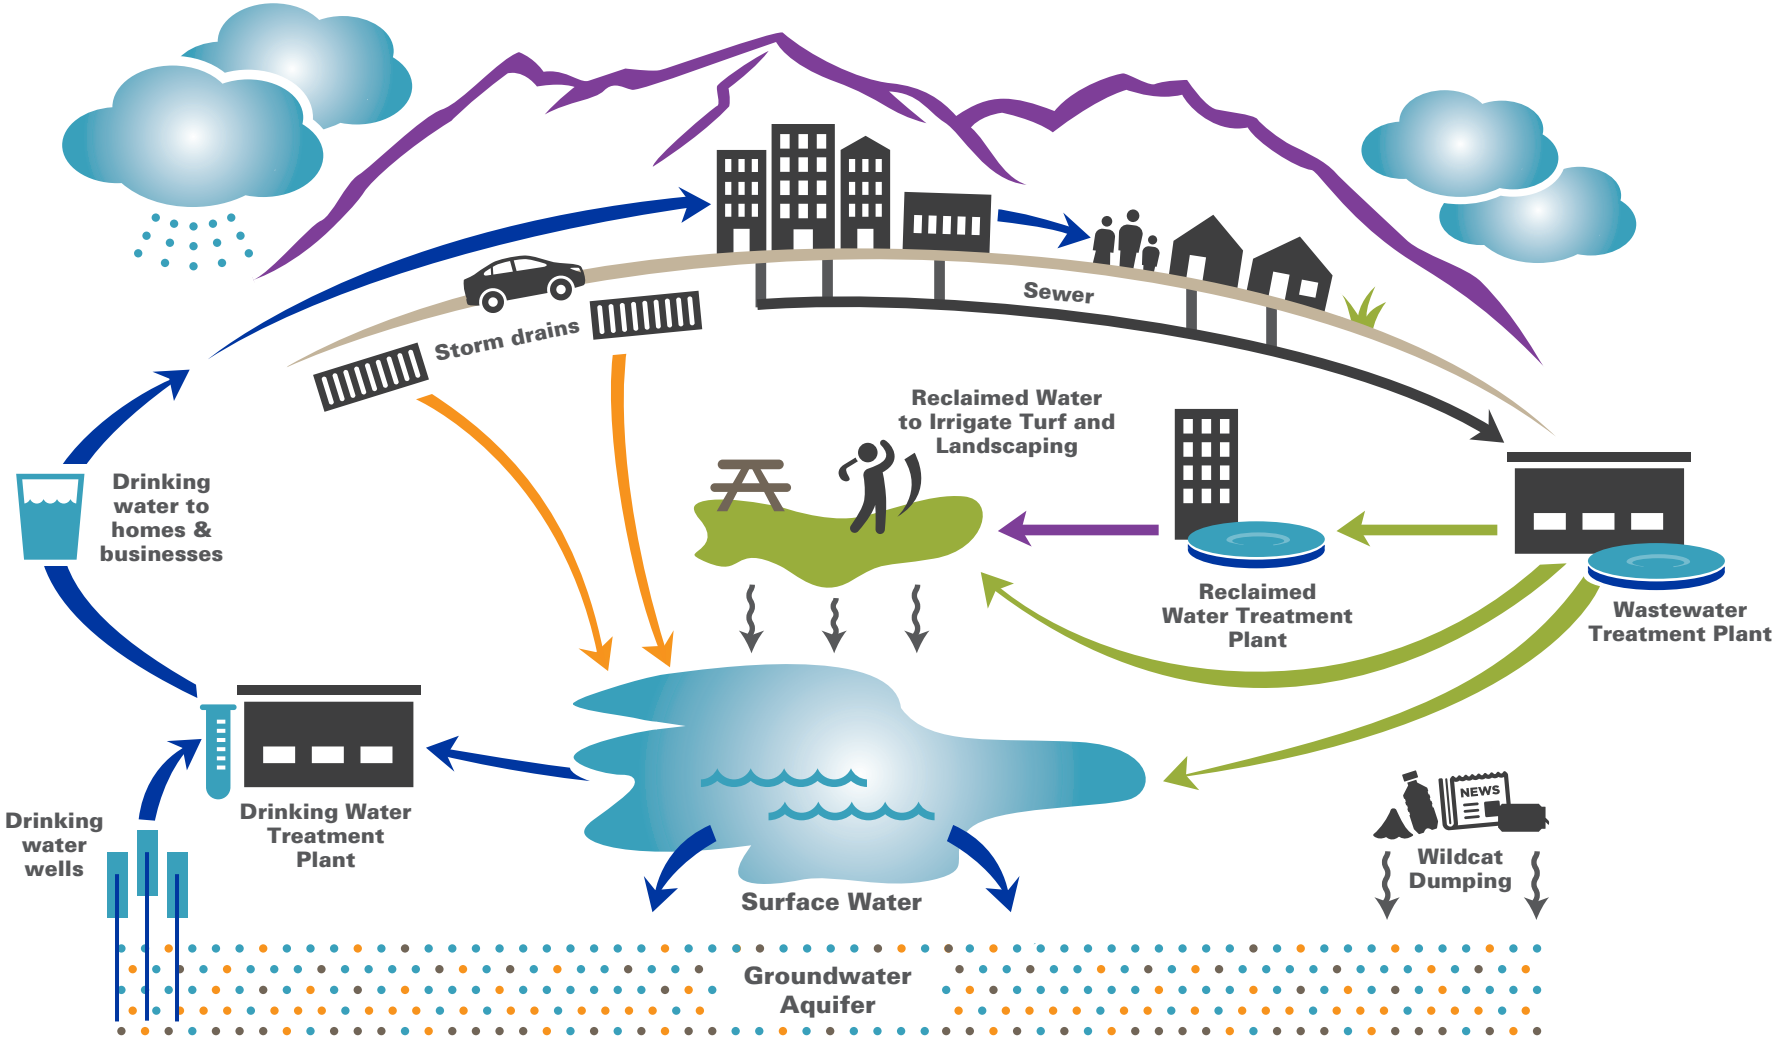 Storm drains
Sewer
Reclaimed Water
to Irrigate Turf and
Landscaping
Drinking
water to
homes &
businesses
Reclaimed
Water Treatment
Plant
Wastewater
Treatment Plant
Drinking Water
Treatment
Plant
Drinking
water
wells
NEWS
Wildcat
Dumping
Surface Water
Groundwater
Aquifer